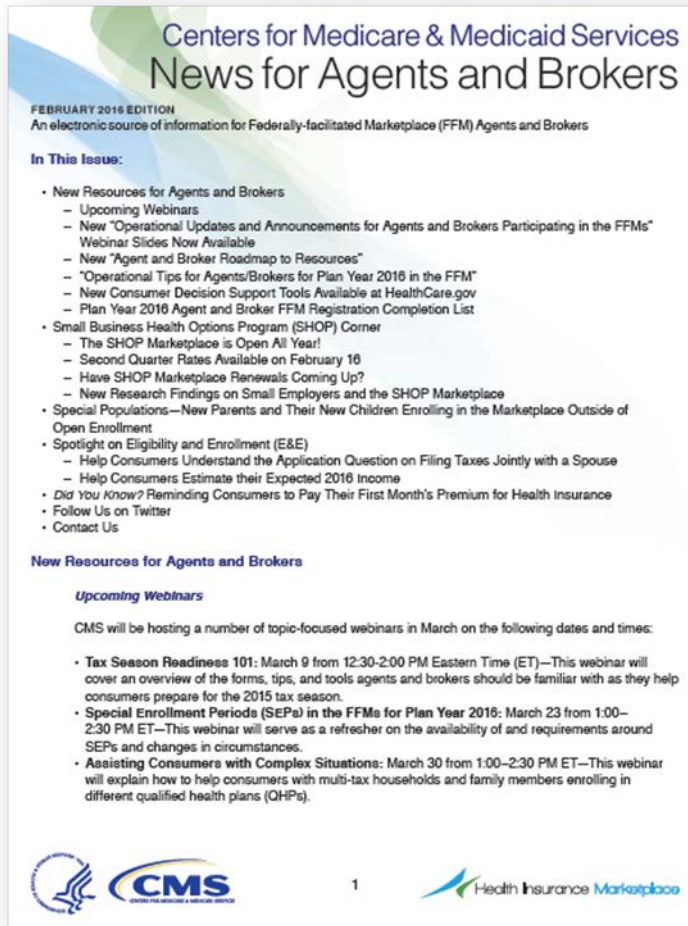 Centers for Medicare & Medicaid Services
News for Agents and Brokers
FEBRUARY 2016 EDITION
An electronic source of information for Federally-facilitated Marketplace (FFM) Agents and Brokers
In This Issue:
• New Resources for Agents and Brokers
– Upcoming Webinars
– New "Operational Updates and Announcements for Agents and Brokers Participating in the FFMs"
Webinar Slides Now Available
– New "Agent and Broker Roadmap to Resources"
– "Operational Tips for Agents/Brokers for Plan Year 2016 in the FFM"
– New Consumer Decision Support Tools Available at HealthCare.gov
– Plan Year 2016 Agent and Broker FFM Registration Completion List
• Small Business Health Options Program (SHOP) Corner
– The SHOP Marketplace is Open All Year!
– Second Quarter Rates Available on February 16
– Have SHOP Marketplace Renewals Coming Up?
– New Research Findings on Small Employers and the SHOP Marketplace
• Special Populations—New Parents and Their New Children Enrolling in the Marketplace Outside of
Open Enrollment
• Spotlight on Eligibility and Enrollment (E&E)
– Help Consumers Understand the Application Question on Filing Taxes Jointly with a Spouse
– Help Consumers Estimate their Expected 2016 Income
• Did You Know? Reminding Consumers to Pay Their First Month's Premium for Health Insurance
• Follow Us on Twitter
• Contact Us
New Resources for Agents and Brokers
Upcoming Webinars
CMS will be hosting a number of topic-focused webinars in March on the following dates and times:
• Tax Season Readiness 101: March 9 from 12:30-2:00 PM Eastern Time (ET)—This webinar will
cover an overview of the forms, tips, and tools agents and brokers should be familiar with as they help
consumers prepare for the 2015 tax season.
• Special Enrollment Periods (SEPs) in the FFMs for Plan Year 2016: March 23 from 1:00–
2:30 PM ET—This webinar will serve as a refresher on the availability of and requirements around
SEPs and changes in circumstances.
• Assisting Consumers with Complex Situations: March 30 from 1:00–2:30 PM ET—This webinar
will explain how to help consumers with multi-tax households and family members enrolling in
different qualified health plans (QHPs).
CMS
CENTERS FOR MEDICARE & MEDICAID SERVICES
1
Health Insurance Marketplace